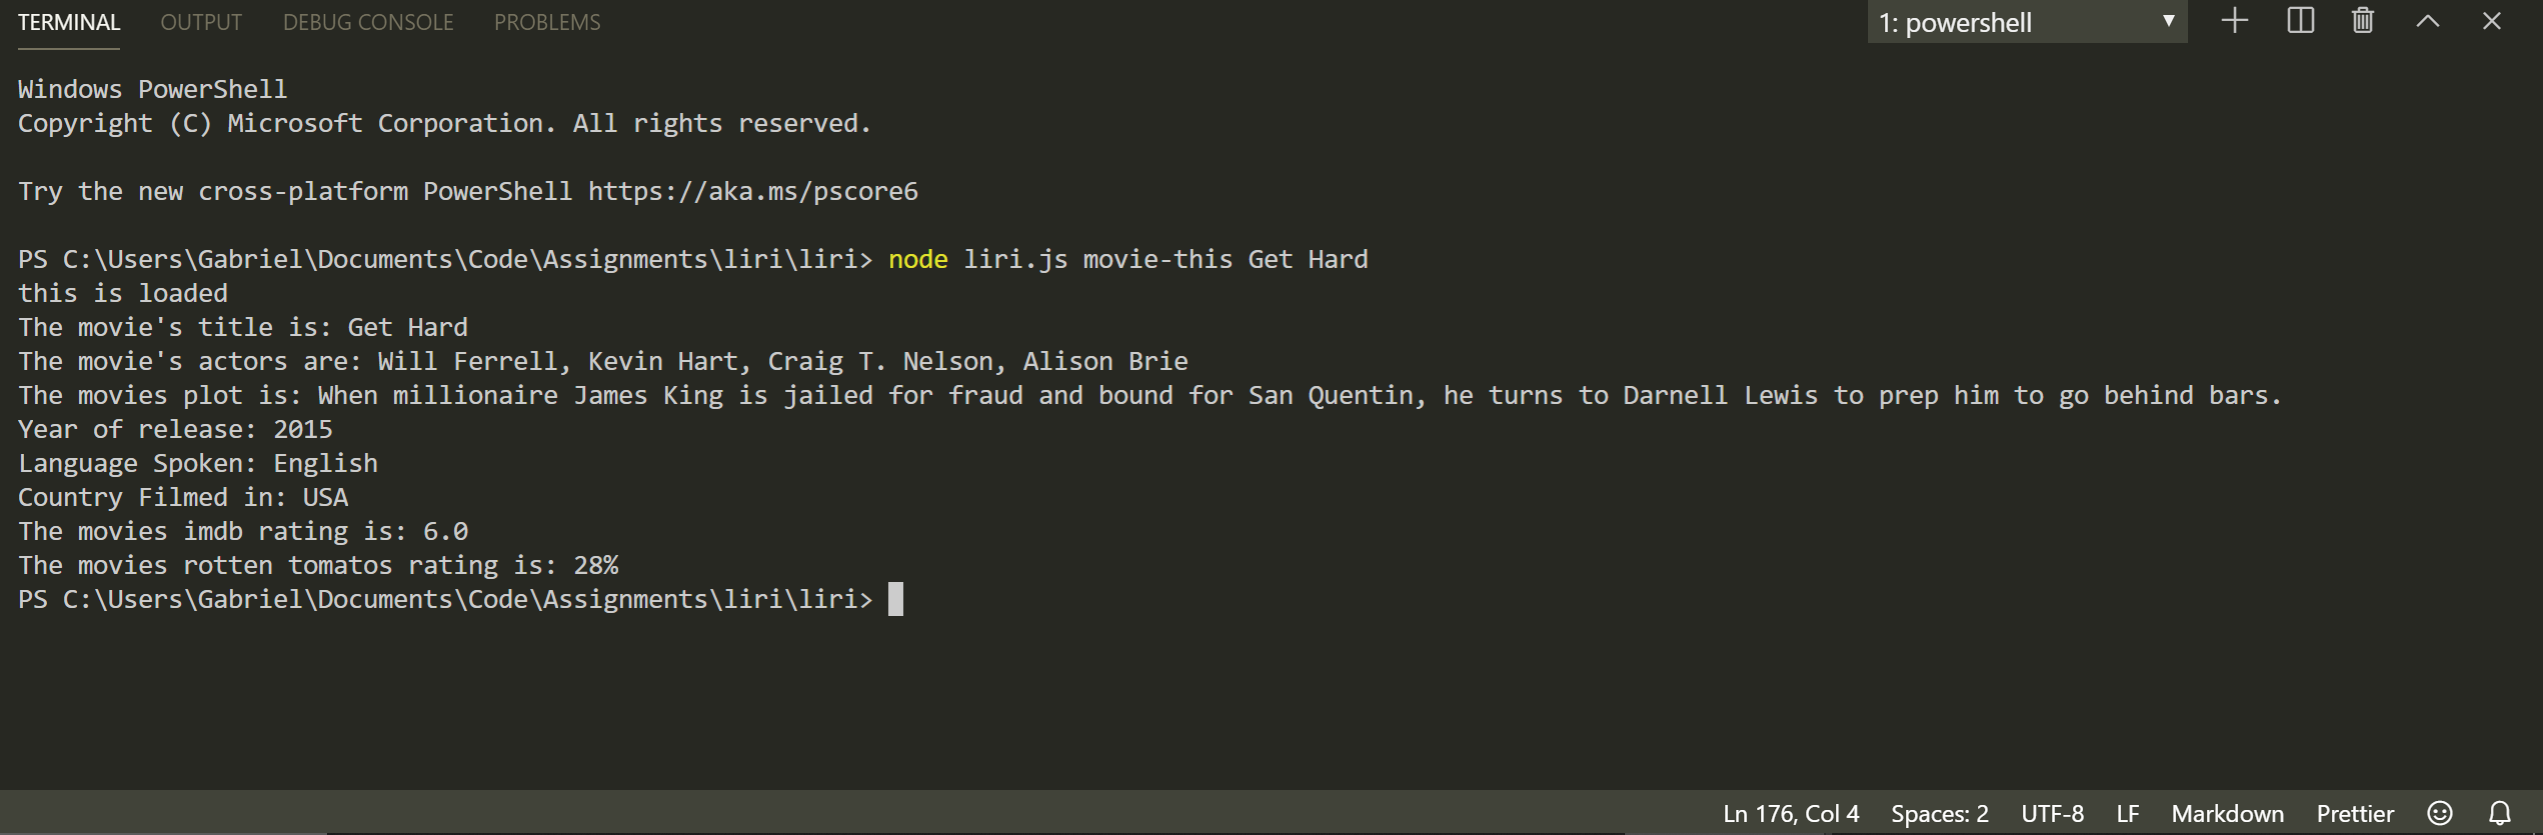 TERMINAL OUTPUT DEBUG CONSOLE PROBLEMS 1: powershell
Windows PowerShell
Copyright (C) Microsoft Corporation. All rights reserved.
Try the new cross-platform PowerShell https://aka.ms/pscore6
PS C:\Users\Gabriel\Documents\Code\Assignments\liri\liri> node liri.js movie-this Get Hard
this is loaded
The movie's title is: Get Hard
The movie's actors are: Will Ferrell, Kevin Hart, Craig T. Nelson, Alison Brie
The movies plot is: When millionaire James King is jailed for fraud and bound for San Quentin, he turns to Darnell Lewis to prep him to go behind bars.
Year of release: 2015
Language Spoken: English
Country Filmed in: USA
The movies imdb rating is: 6.0
The movies rotten tomatos rating is: 28%
PS C:\Users\Gabriel\Documents\Code\Assignments\liri\liri>
Ln 176, Col 4 Spaces: 2 UTF-8 LF Markdown Prettier